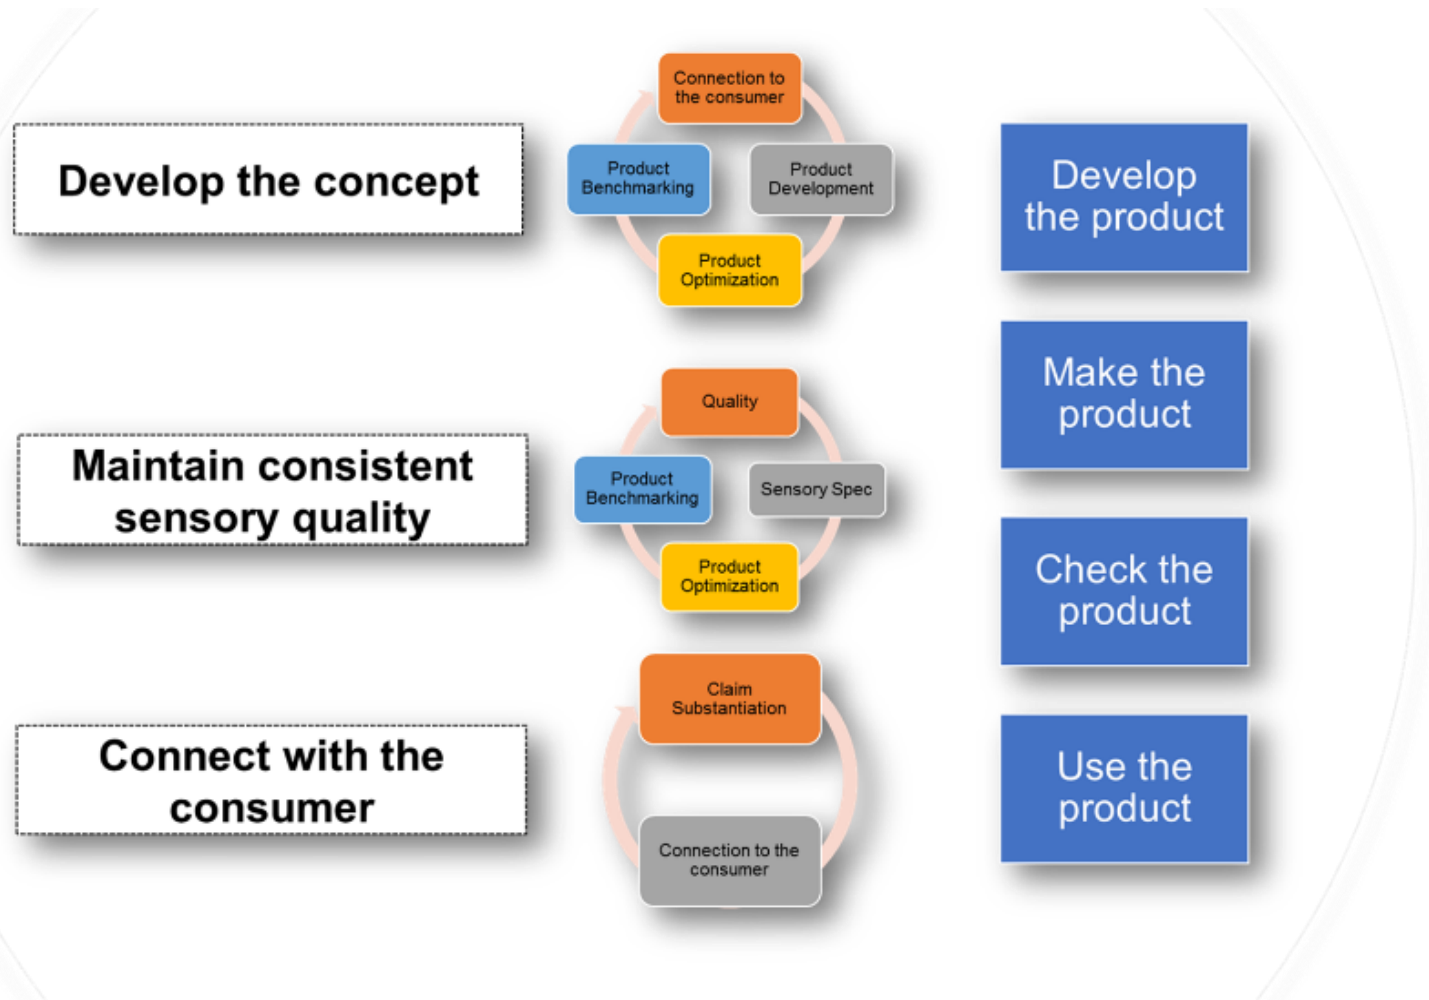 Develop the concept
Connection to
the consumer
Product
Benchmarking
Product
Development
Product
Optimization
Develop
the product
Make the
product
Maintain consistent
sensory quality
Quality
Product
Benchmarking
Sensory Spec
Product
Optimization
Check the
product
Connect with the
consumer
Claim
Substantiation
Connection to the
consumer
Use the
product